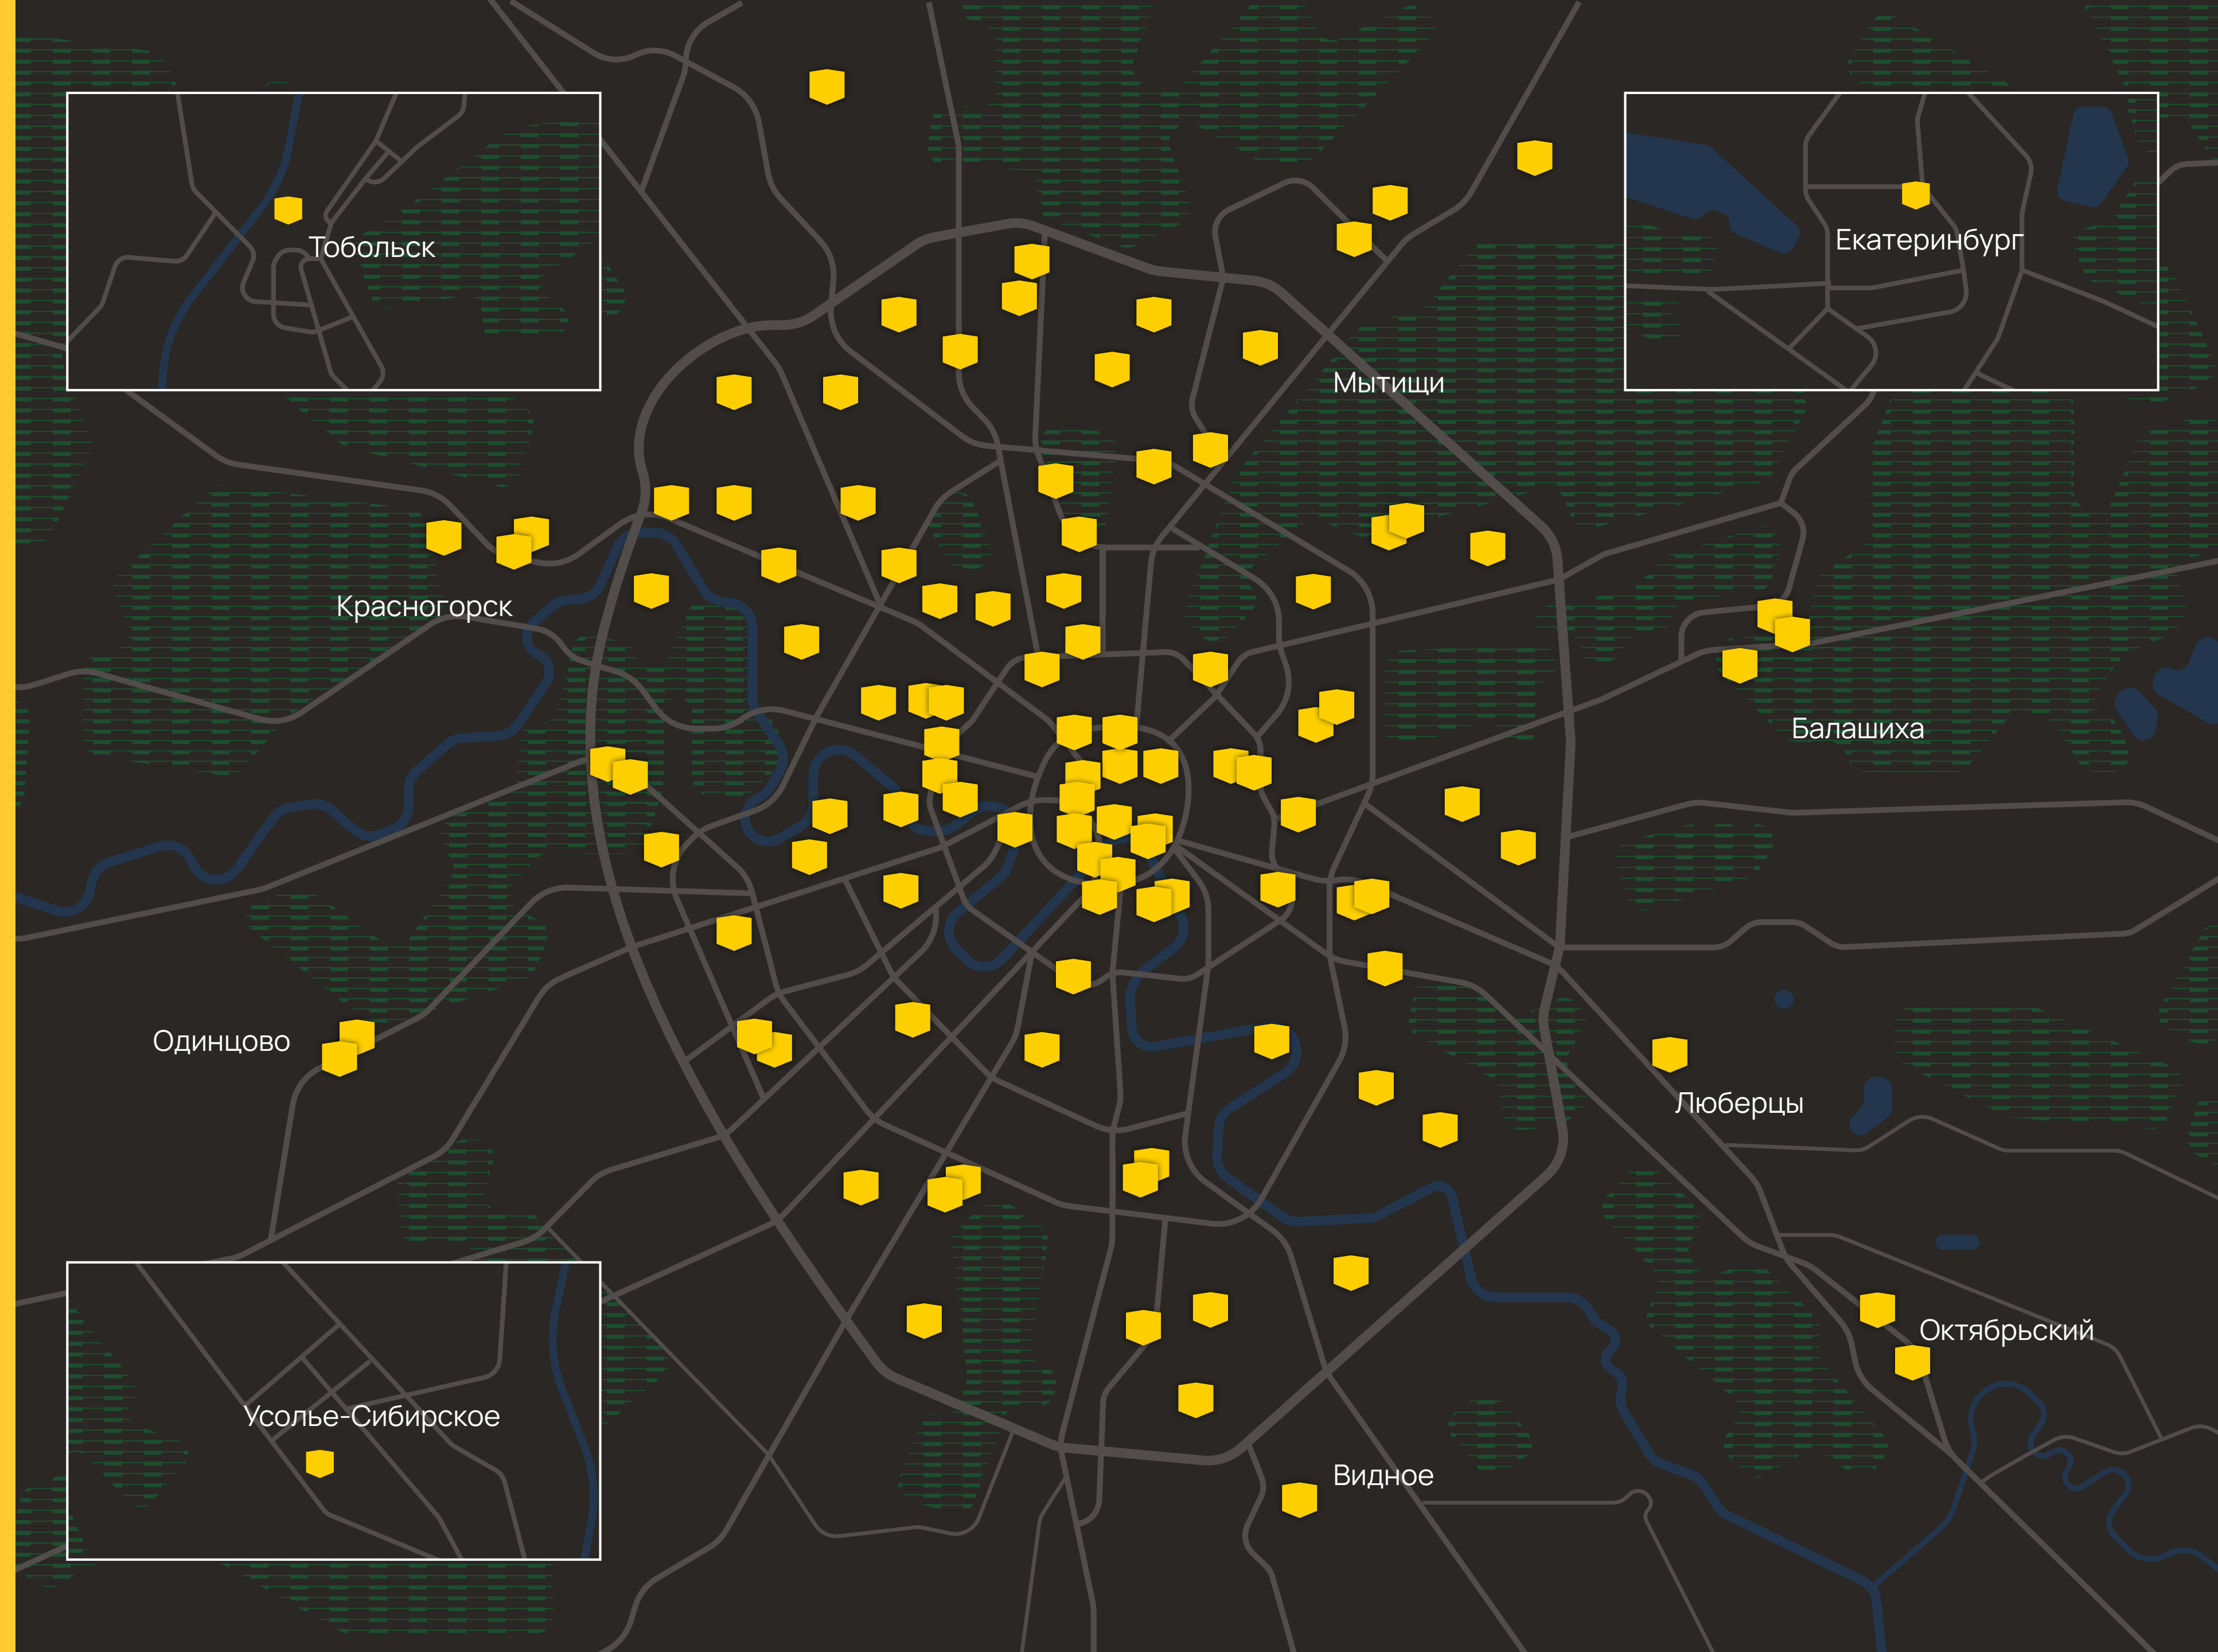 Тобольск
Екатеринбург
Мытищи
Красногорск
Балашиха
Одинцово
Люберцы
Октябрьский
Усолье-Сибирское
Видное